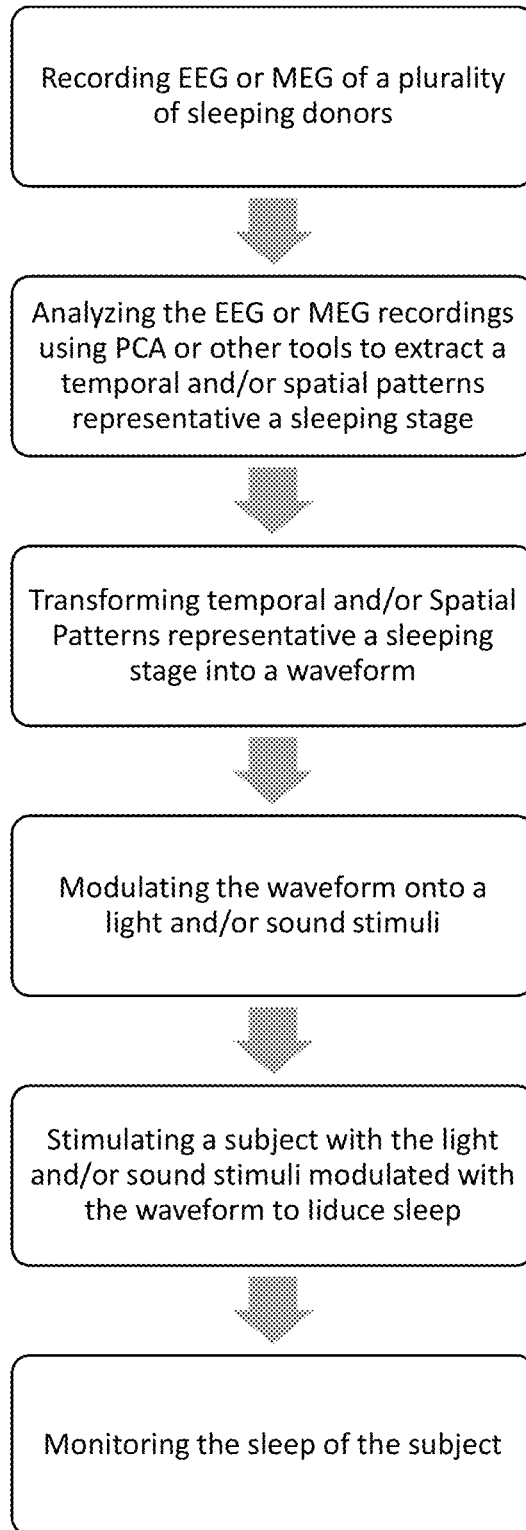 Recording EEG or MEG of a plurality
of sleeping donors
Analyzing the EEG or MEG recordings
using PCA or other tools to extract a
temporal and/or spatial patterns
representative a sleeping stage
Transforming temporal and/or Spatial
Patterns representative a sleeping
stage into a waveform
Modulating the waveform onto a
light and/or sound stimuli
Stimulating a subject with the light
and/or sound stimuli modulated with
the waveform to liduce sleep
Monitoring the sleep of the subject